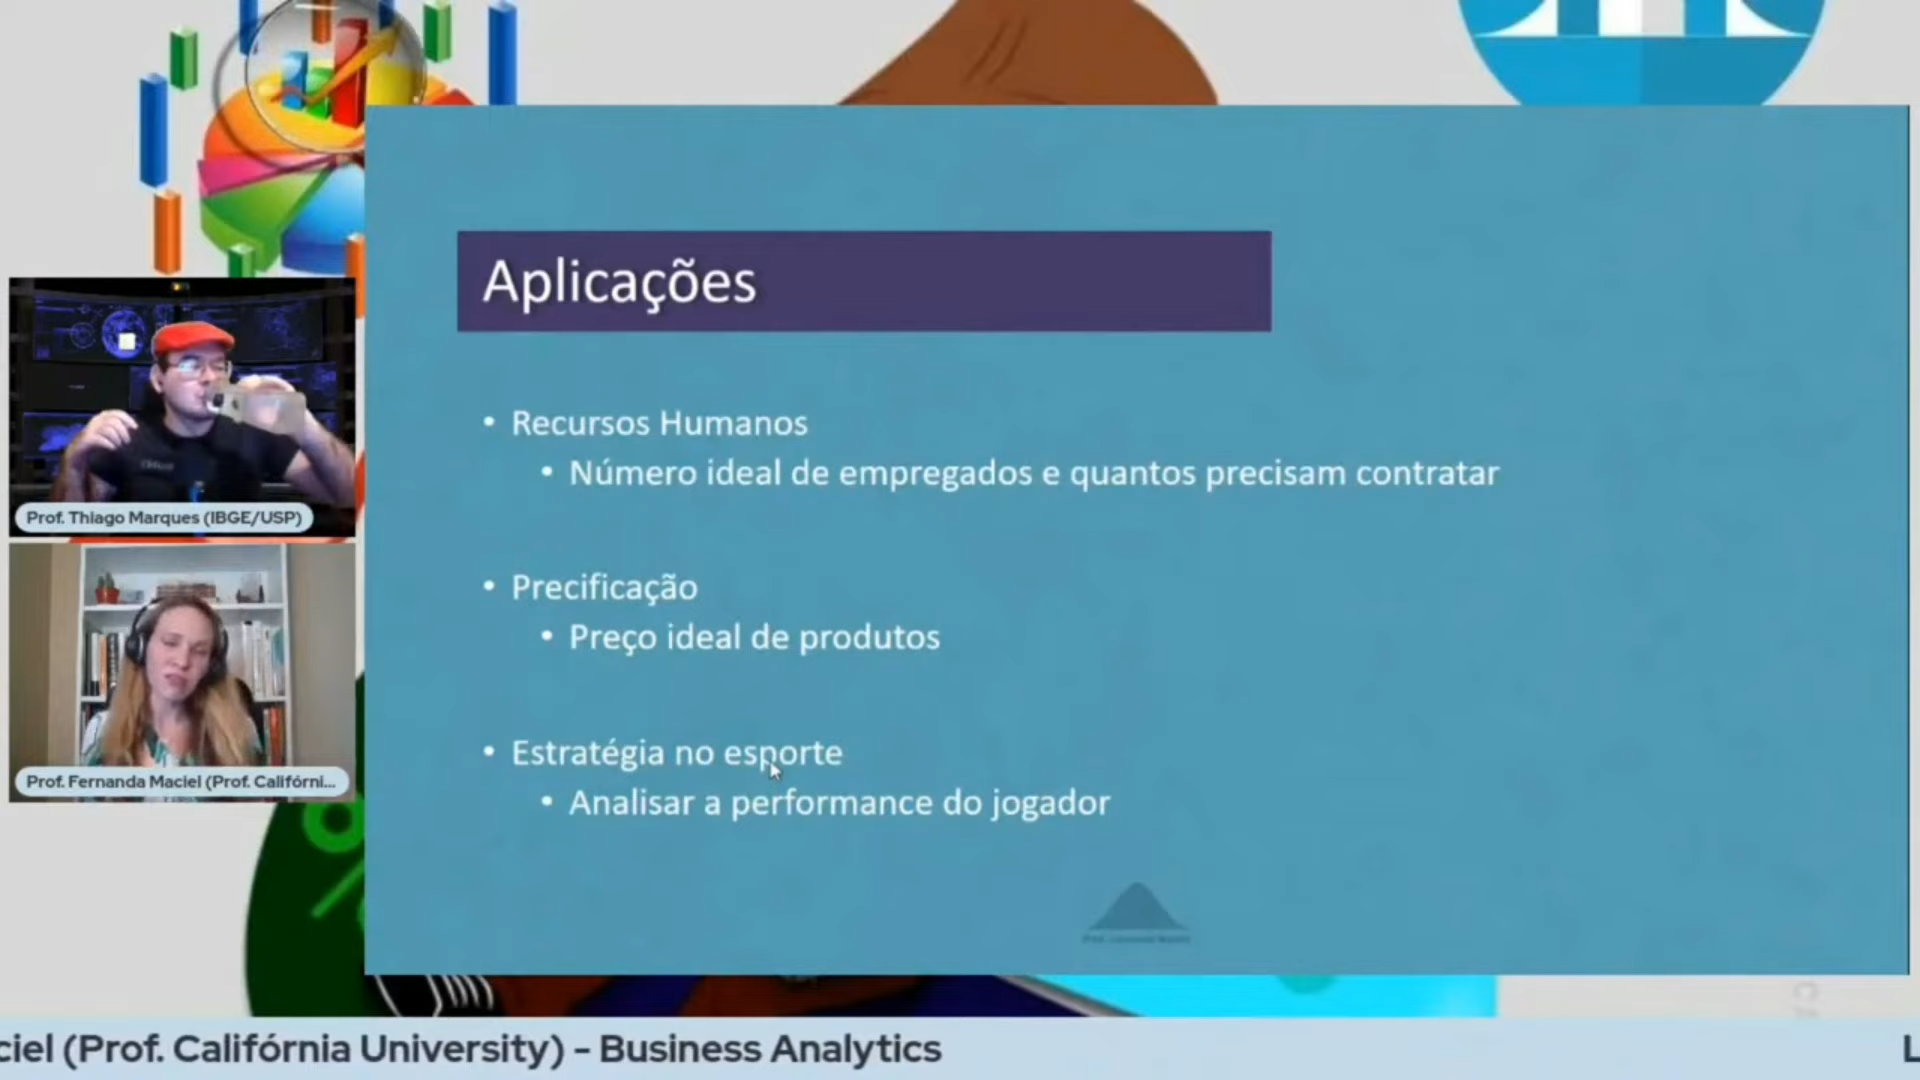 Aplicações
• Recursos Humanos
• Número ideal de empregados e quantos precisam contratar
• Precificação
• Preço ideal de produtos
• Estratégia no esporte
• Analisar a performance do jogador
Prof. Thiago Marques (IBGE/USP)
Prof. Fernanda Maciel (Prof. Califórni...
ciel (Prof. Califórnia University) - Business Analytics
L